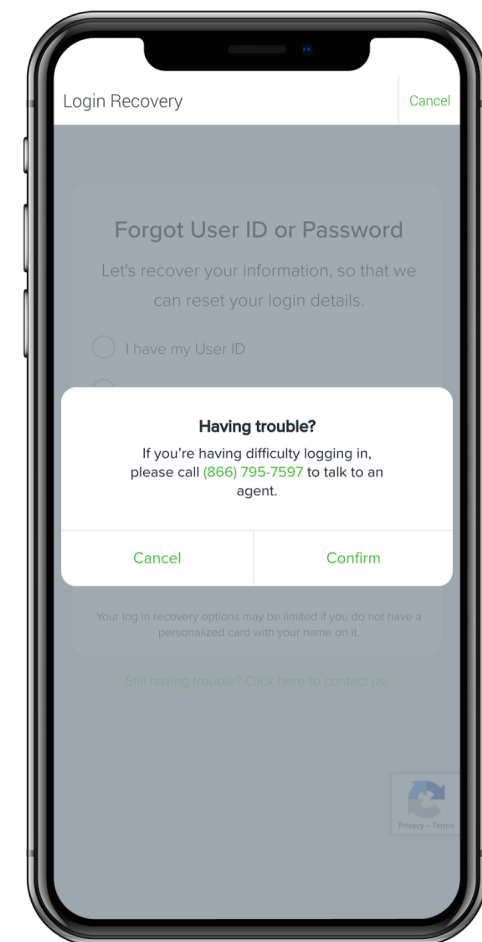 Login Recovery
Cancel
Forgot User ID or Password
Let's recover your information, so that we
can reset your login details.
I have my User ID
Having trouble?
If you’re having difficulty logging in,
please call (866) 795-7597 to talk to an
agent.
Cancel
Confirm
Your log in recovery options may be limited if you do not have a
personalized card with your name on it.
Still having trouble? Click here to contact us.
Privacy - Terms